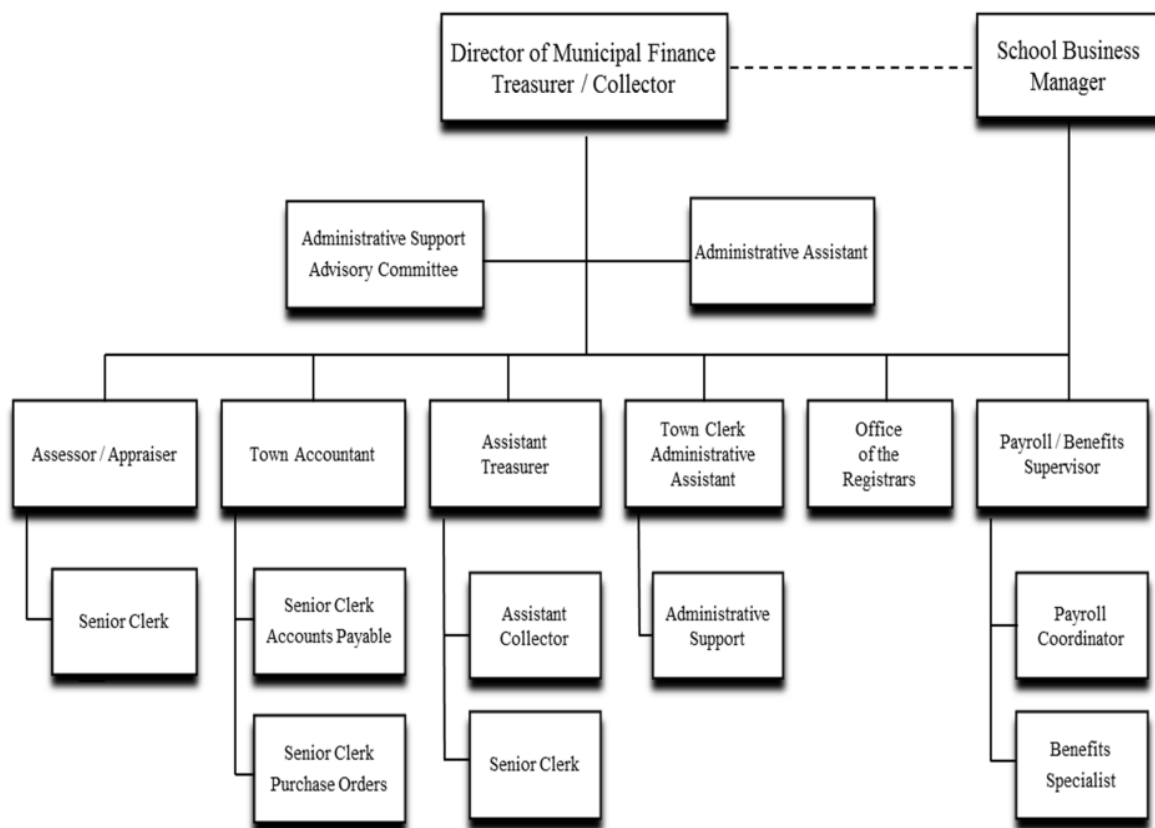 Director of Municipal Finance
Treasurer / Collector
School Business
Manager
Administrative Support
Advisory Committee
Administrative Assistant
Assessor / Appraiser
Town Accountant
Assistant
Treasurer
Town Clerk
Administrative
Assistant
Office
of the
Registrars
Payroll / Benefits
Supervisor
Senior Clerk
Senior Clerk
Accounts Payable
Assistant
Collector
Administrative
Support
Payroll
Coordinator
Senior Clerk
Purchase Orders
Senior Clerk
Benefits
Specialist